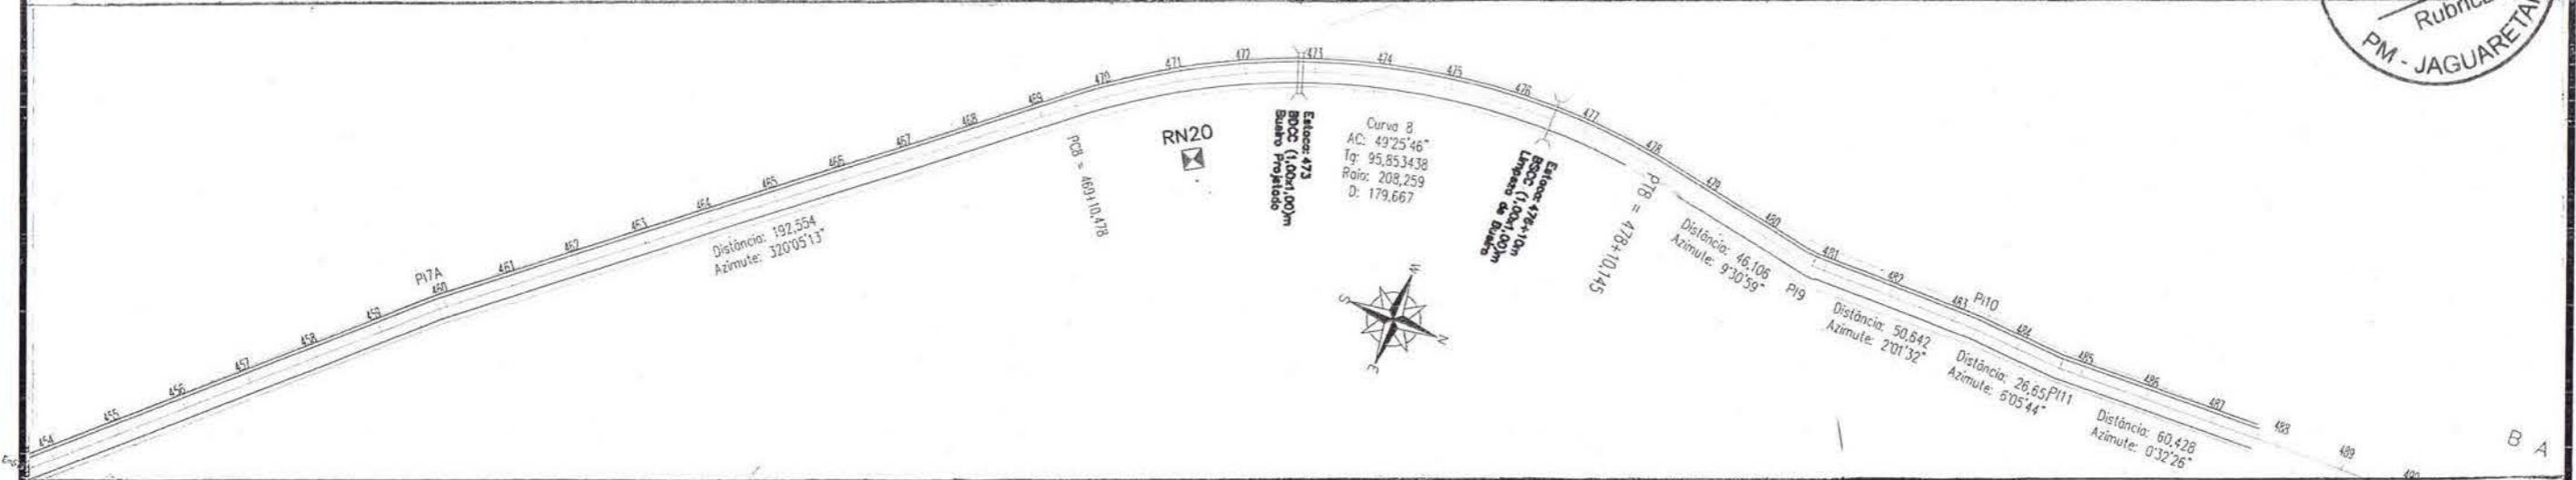 Rubrica
PM - JAGUARETA
454
455
456
457
458
459
460
PI7A
461
462
463
464
465
466
467
468
469
470
471
472
473
474
475
476
477
478
479
480
481
482
483
PI10
484
485
486
487
488
489
490
Distância: 192,554
Azimute: 320°05'13"
PC8 = 469+10,478
RN20
Estaca: 473
BDCC (1,00x1,00)m
Bueiro Projetado
Curva 8
AC: 49°25'46"
Tg: 95,853438
Raio: 208,259
D: 179,667
Estaca: 476+10m
BSCC (1,00x1,00)m
Limpeza de Bueiro
PT8 = 478+10,145
Distância: 46,106
Azimute: 9°30'59"
PI9
Distância: 50,642
Azimute: 2°01'32"
Distância: 26,65
Azimute: 6°05'44"
PI11
Distância: 60,428
Azimute: 0°32'26"
W
S
N
E
B A